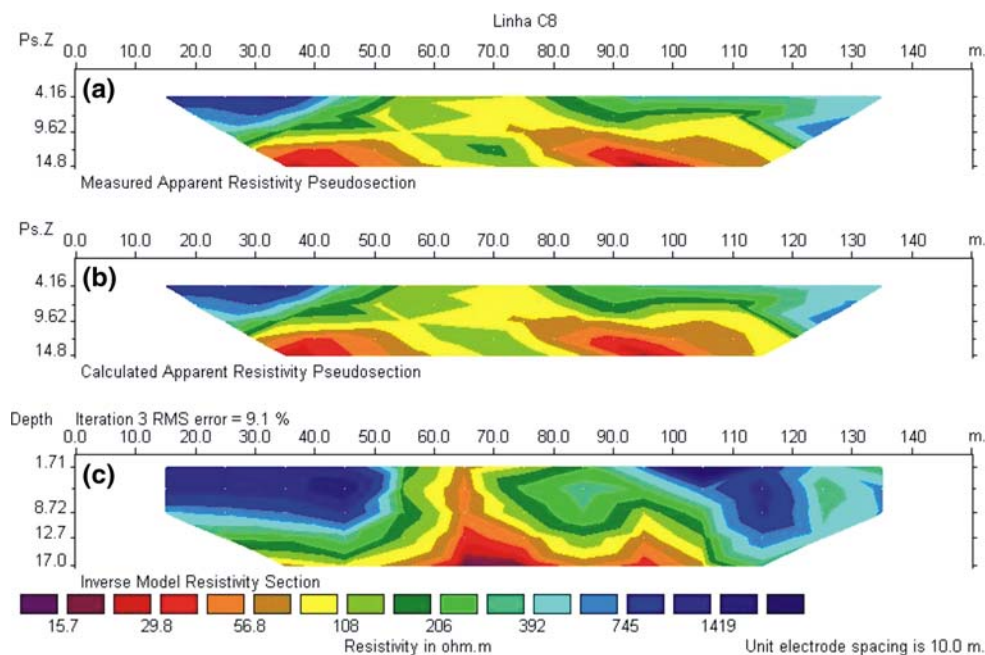 Linha C8
Ps.Z
0.0 10.0 20.0 30.0 40.0 50.0 60.0 70.0 80.0 90.0 100 110 120 130 140 m.
(a)
4.16
9.62
14.8
Measured Apparent Resistivity Pseudosection
Ps.Z
0.0 10.0 20.0 30.0 40.0 50.0 60.0 70.0 80.0 90.0 100 110 120 130 140 m.
(b)
4.16
9.62
14.8
Calculated Apparent Resistivity Pseudosection
Depth Iteration 3 RMS error = 9.1 %
0.0 10.0 20.0 30.0 40.0 50.0 60.0 70.0 80.0 90.0 100 110 120 130 140 m.
1.71
(c)
8.72
12.7
17.0
Inverse Model Resistivity Section
15.7 29.8 56.8 108 206 392 745 1419
Resistivity in ohm.m Unit electrode spacing is 10.0 m.